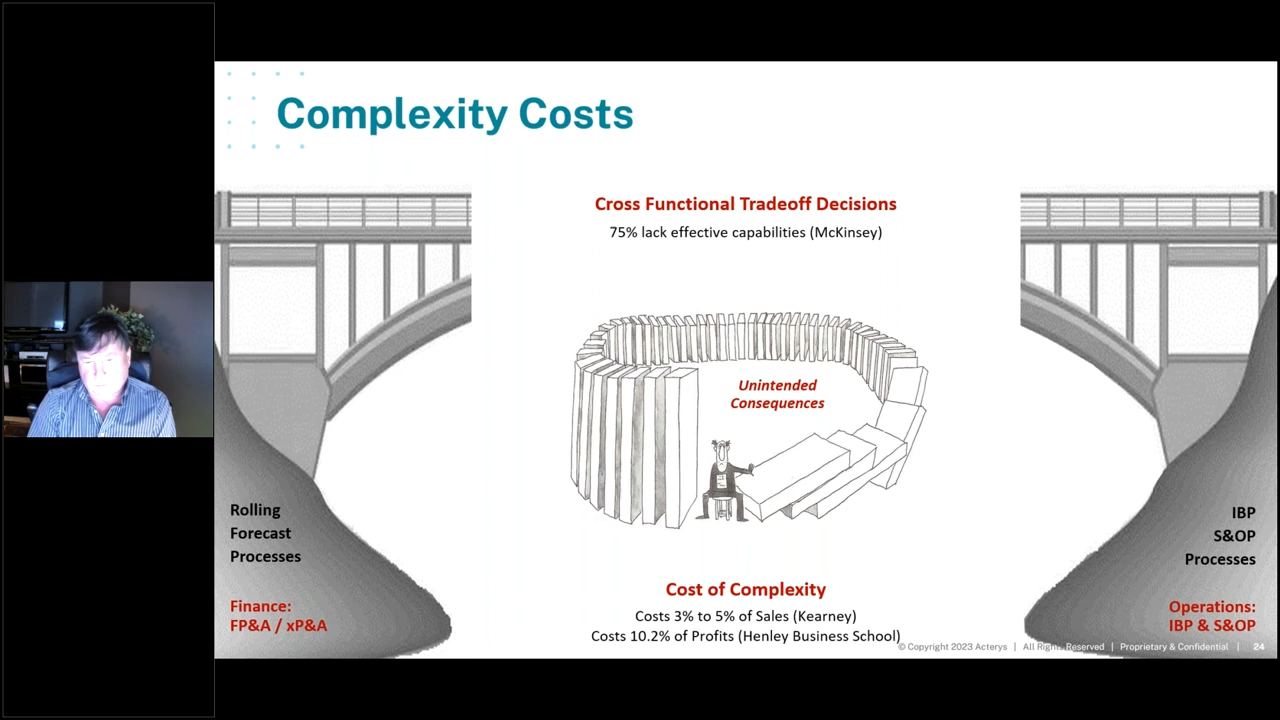 Complexity Costs
Cross Functional Tradeoff Decisions
75% lack effective capabilities (McKinsey)
Unintended
Consequences
Rolling
Forecast
Processes
Finance:
FP&A / xP&A
IBP
S&OP
Processes
Operations:
IBP & S&OP
Cost of Complexity
Costs 3% to 5% of Sales (Kearney)
Costs 10.2% of Profits (Henley Business School)
© Copyright 2023 Acterys | All Rights Reserved | Proprietary & Confidential | 24